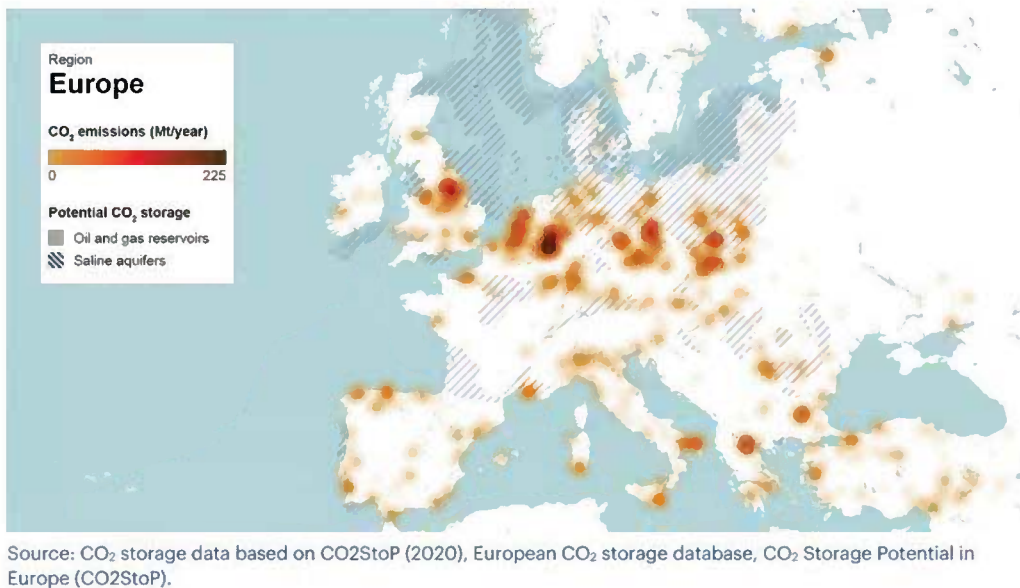 Region
Europe
CO₂ emissions (Mt/year)
0 225
Potential CO₂ storage
Oil and gas reservoirs
Saline aquifers
Source: CO₂ storage data based on CO2StoP (2020), European CO₂ storage database, CO₂ Storage Potential in
Europe (CO2StoP).